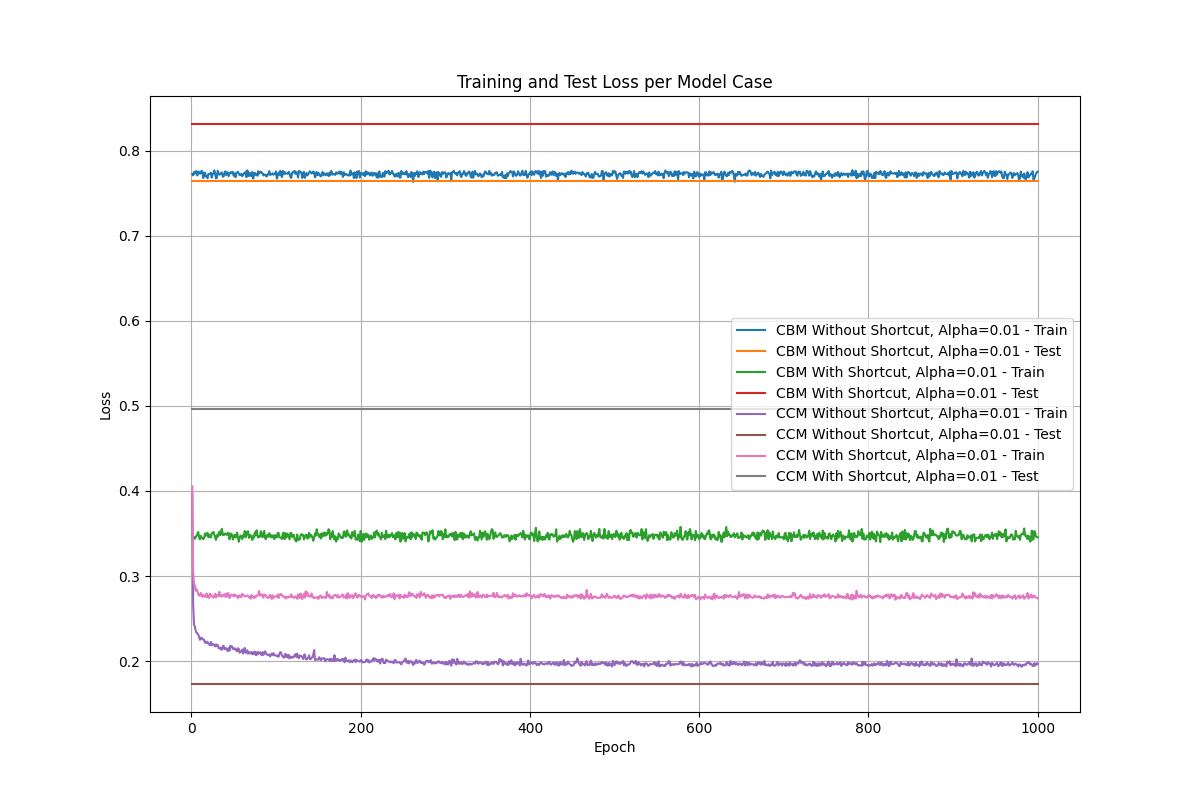 Training and Test Loss per Model Case
Loss
0.8
0.7
0.6
0.5
0.4
0.3
0.2
CBM Without Shortcut, Alpha=0.01 - Train
CBM Without Shortcut, Alpha=0.01 - Test
CBM With Shortcut, Alpha=0.01 - Train
CBM With Shortcut, Alpha=0.01 - Test
CCM Without Shortcut, Alpha=0.01 - Train
CCM Without Shortcut, Alpha=0.01 - Test
CCM With Shortcut, Alpha=0.01 - Train
CCM With Shortcut, Alpha=0.01 - Test
0 200 400 600 800 1000
Epoch